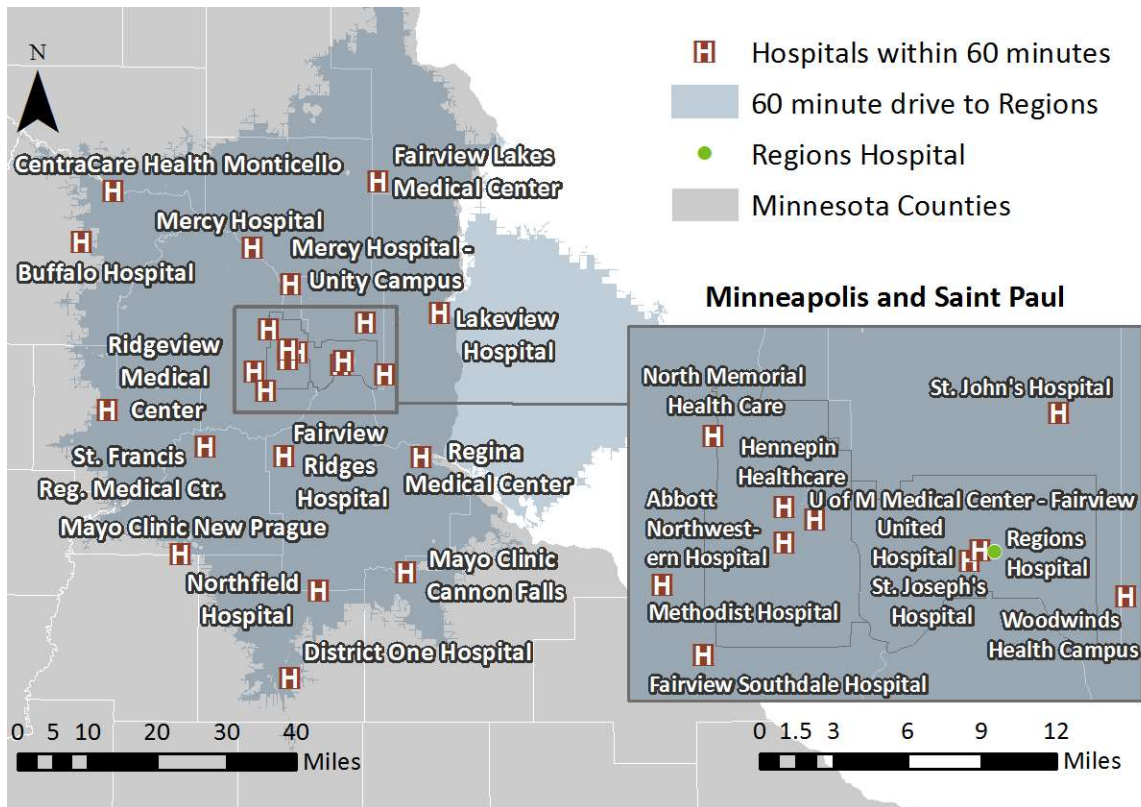 N
CentraCare Health Monticello
Fairview Lakes
Medical Center
Mercy Hospital
Mercy Hospital -
Unity Campus
Buffalo Hospital
Lakeview
Hospital
Ridgeview
Medical
Center
St. Francis
Reg. Medical Ctr.
Fairview
Ridges
Hospital
Regina
Medical Center
Mayo Clinic New Prague
Northfield
Hospital
Mayo Clinic
Cannon Falls
District One Hospital
0 5 10 20 30 40
Miles
H Hospitals within 60 minutes
60 minute drive to Regions
Regions Hospital
Minnesota Counties
Minneapolis and Saint Paul
North Memorial
Health Care
St. John's Hospital
Hennepin
Healthcare
Abbott
Northwest-
ern Hospital
U of M Medical Center - Fairview
United
Hospital
Regions
Hospital
St. Joseph's
Hospital
Methodist Hospital
Woodwinds
Health Campus
Fairview Southdale Hospital
0 1.5 3 6 9 12
Miles